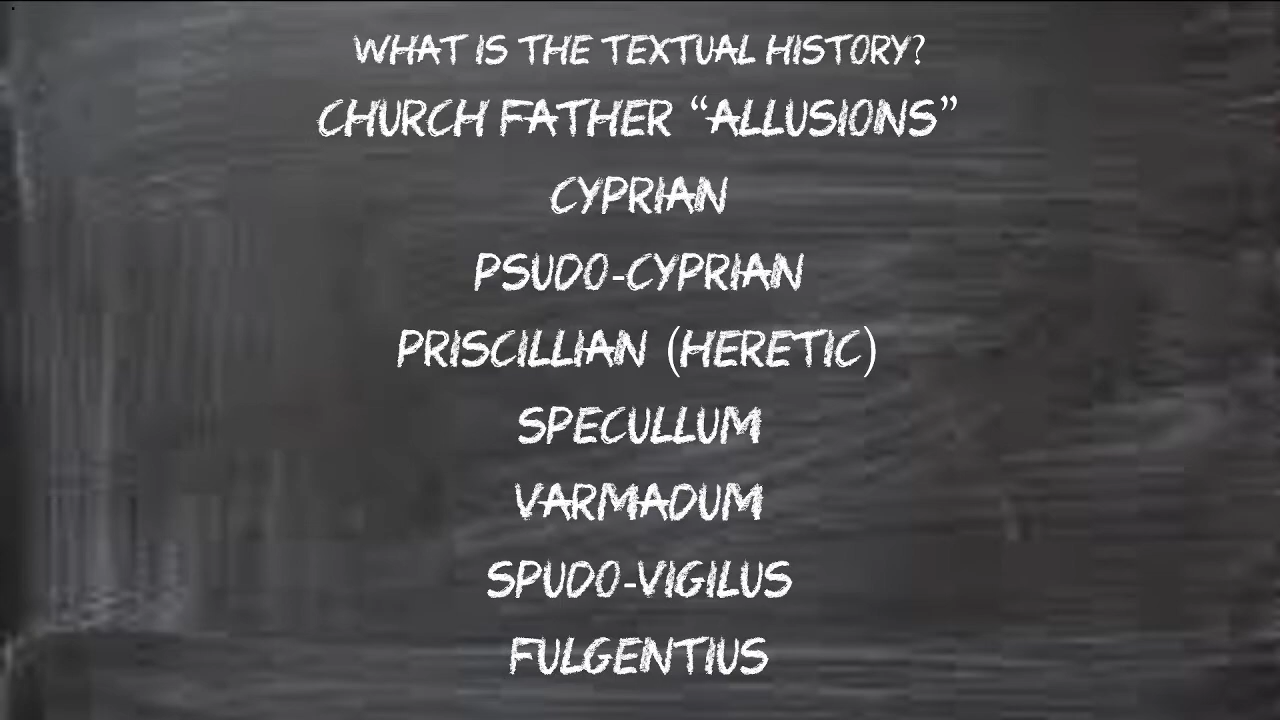 WHAT IS THE TEXTUAL HISTORY?
CHURCH FATHER “ALLUSIONS”
CYPRIAN
PSUDO-CYPRIAN
PRISCILLIAN (HERETIC)
SPECULLUM
VARMADUM
SPUDO-VIGILUS
FULGENTIUS